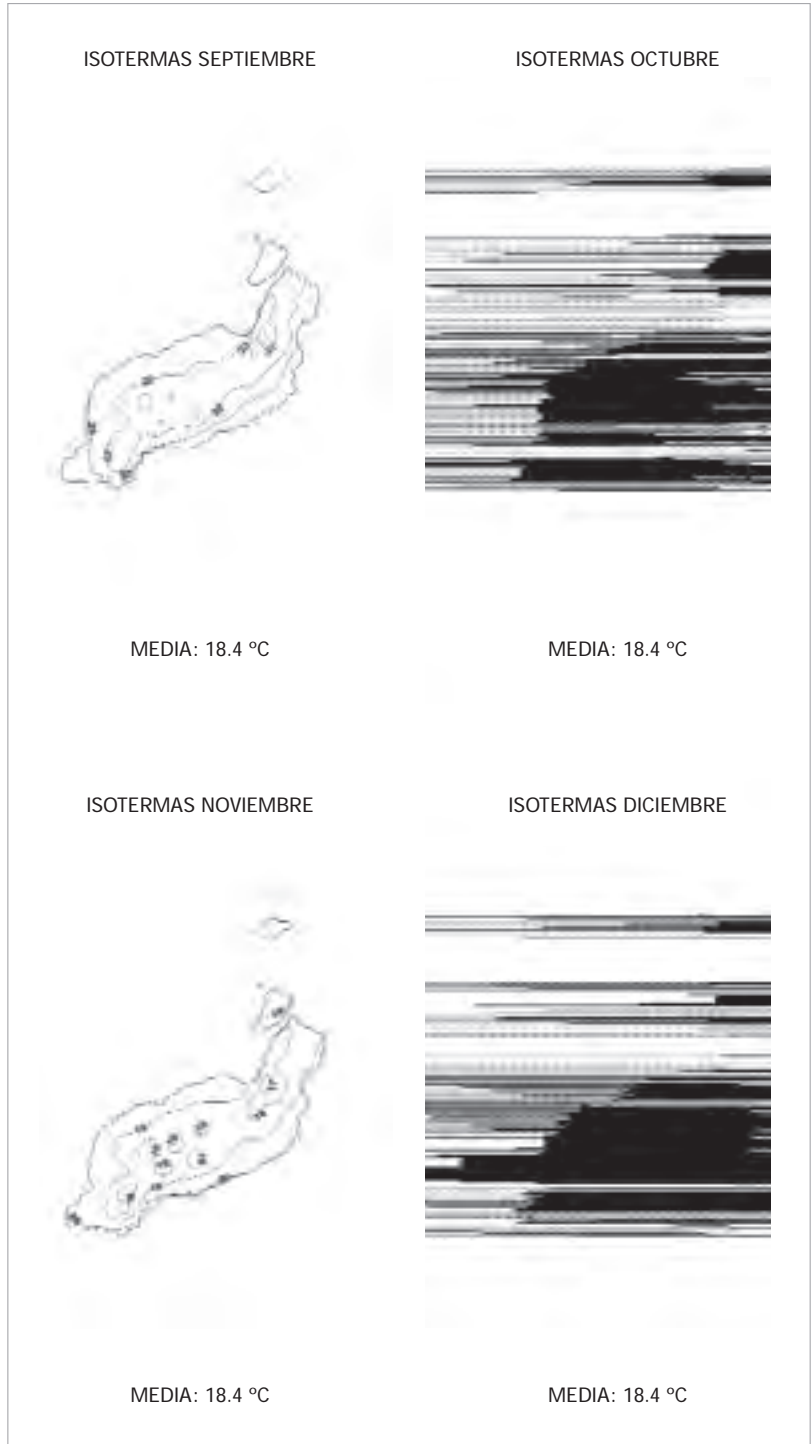 ISOTERMAS SEPTIEMBRE
ISOTERMAS OCTUBRE
MEDIA: 18.4 ºC
MEDIA: 18.4 ºC
ISOTERMAS NOVIEMBRE
ISOTERMAS DICIEMBRE
MEDIA: 18.4 ºC
MEDIA: 18.4 ºC